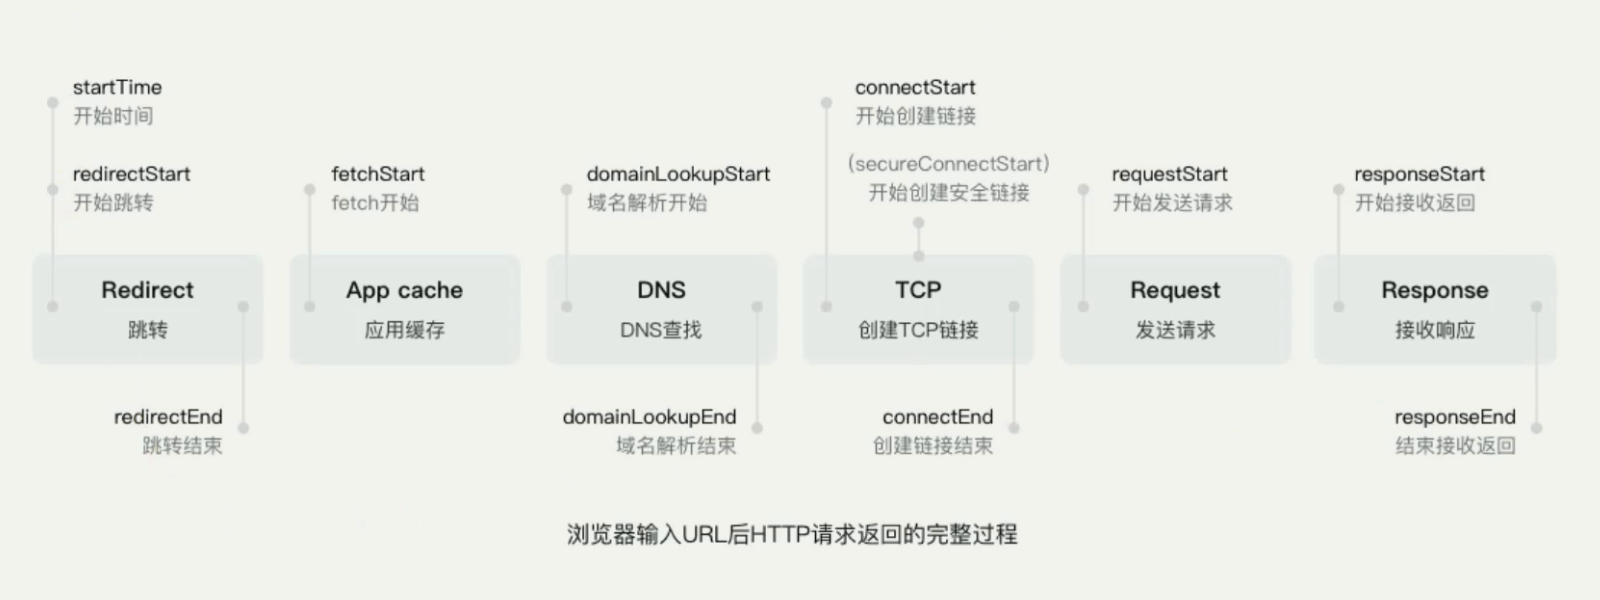 startTime
开始时间
redirectStart
开始跳转
fetchStart
fetch开始
domainLookupStart
域名解析开始
connectStart
开始创建链接
(secureConnectStart)
开始创建安全链接
requestStart
开始发送请求
responseStart
开始接收返回
Redirect
跳转
App cache
应用缓存
DNS
DNS查找
TCP
创建TCP链接
Request
发送请求
Response
接收响应
redirectEnd
跳转结束
domainLookupEnd
域名解析结束
connectEnd
创建链接结束
responseEnd
结束接收返回
浏览器输入URL后HTTP请求返回的完整过程